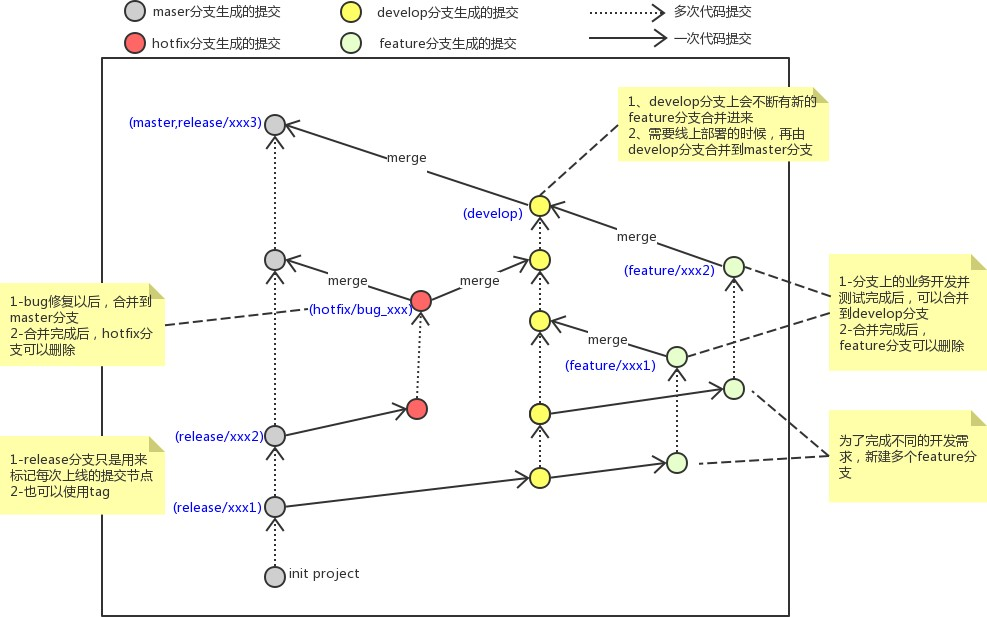 maser分支生成的提交
develop分支生成的提交
多次代码提交
hotfix分支生成的提交
feature分支生成的提交
一次代码提交
1、develop分支上会不断有新的
feature分支合并进来
2、需要线上部署的时候，再由
develop分支合并到master分支
(master,release/xxx3)
merge
(develop)
merge
(feature/xxx2)
merge
merge
1-分支上的业务开发并
测试完成后，可以合并
到develop分支
2-合并完成后，
feature分支可以删除
1-bug修复以后，合并到
master分支
2-合并完成后，hotfix分
支可以删除
(hotfix/bug_xxx)
merge
(feature/xxx1)
(release/xxx2)
为了完成不同的开发需
求，新建多个feature分
支
1-release分支只是用来
标记每次上线的提交节点
2-也可以使用tag
(release/xxx1)
init project